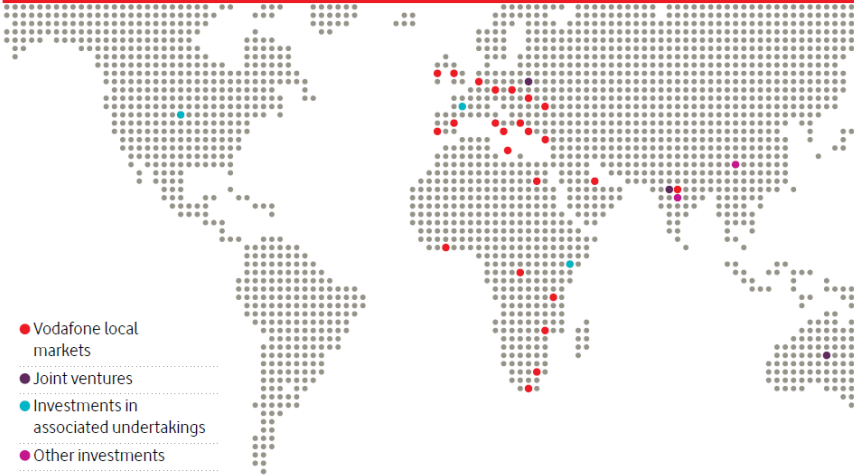 Vodafone local
markets
Joint ventures
Investments in
associated undertakings
Other investments